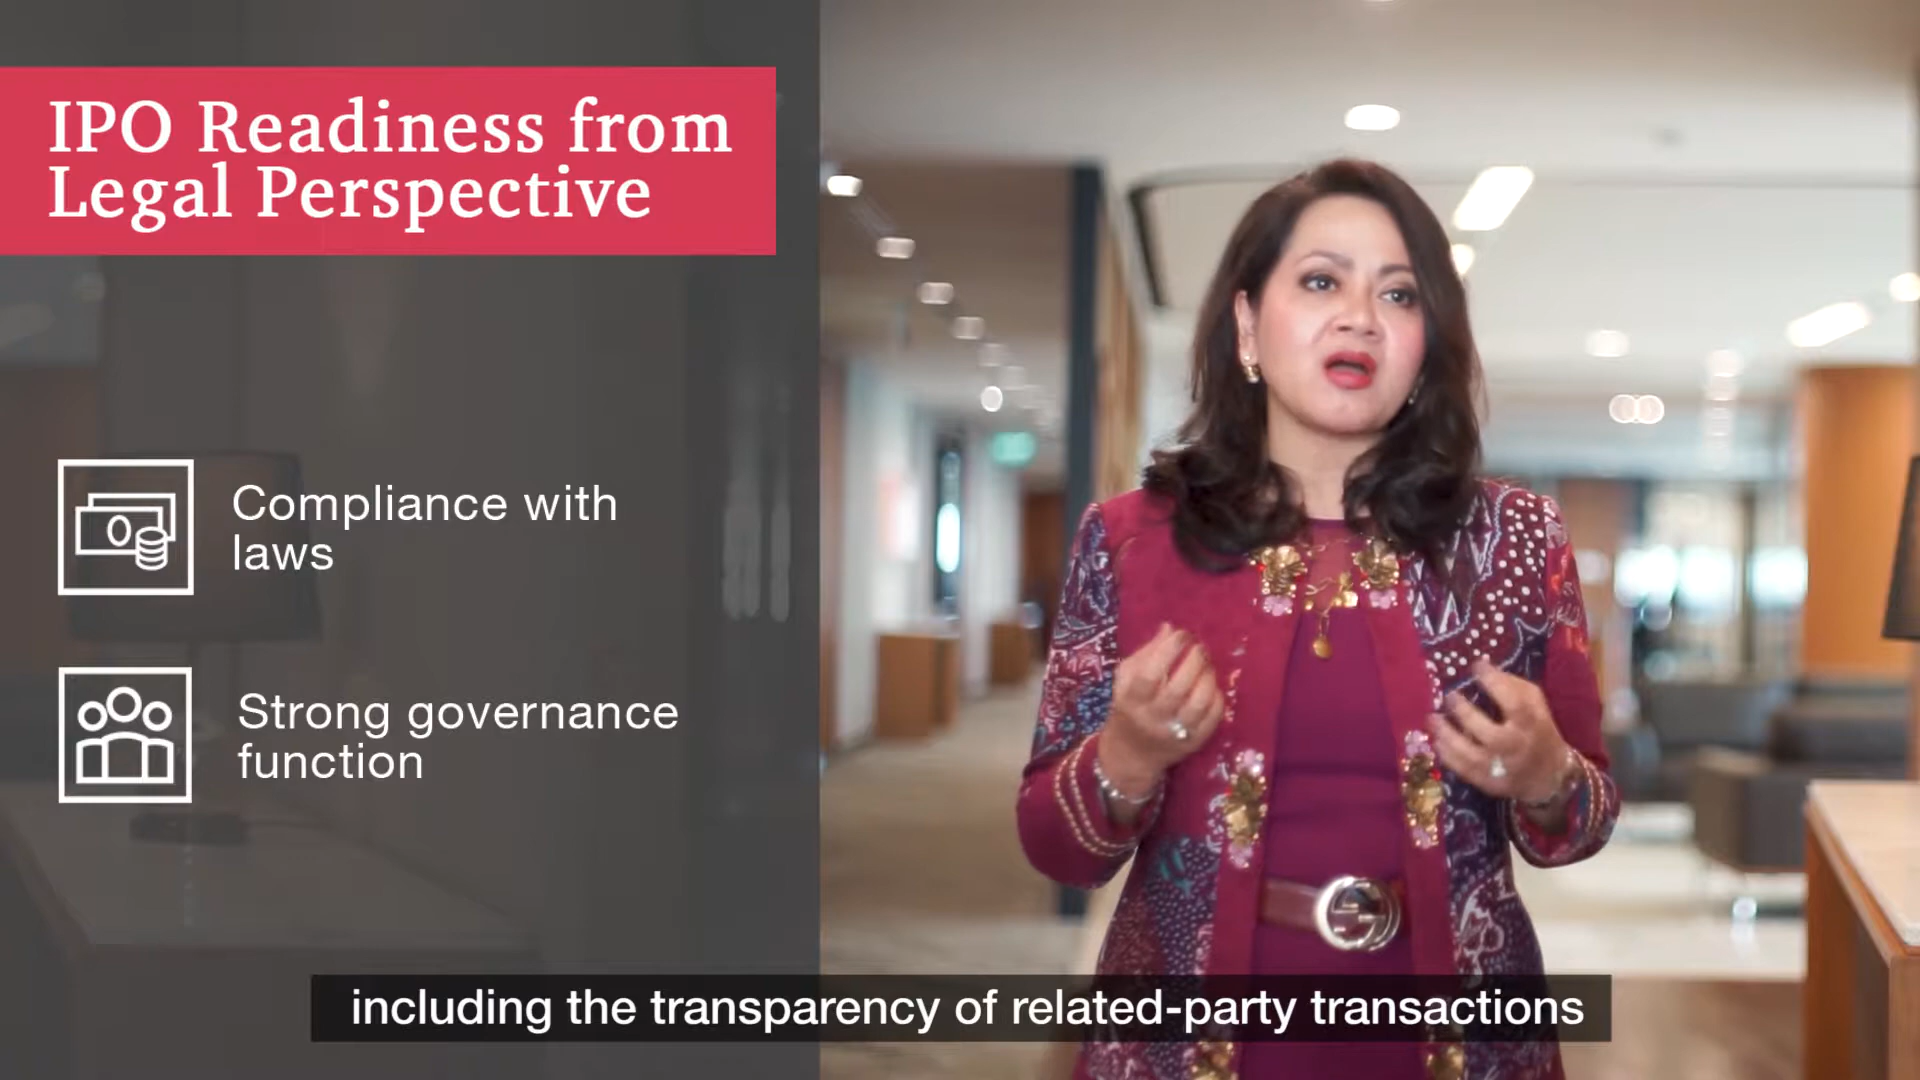 IPO Readiness from
Legal Perspective
Compliance with
laws
Strong governance
function
including the transparency of related-party transactions